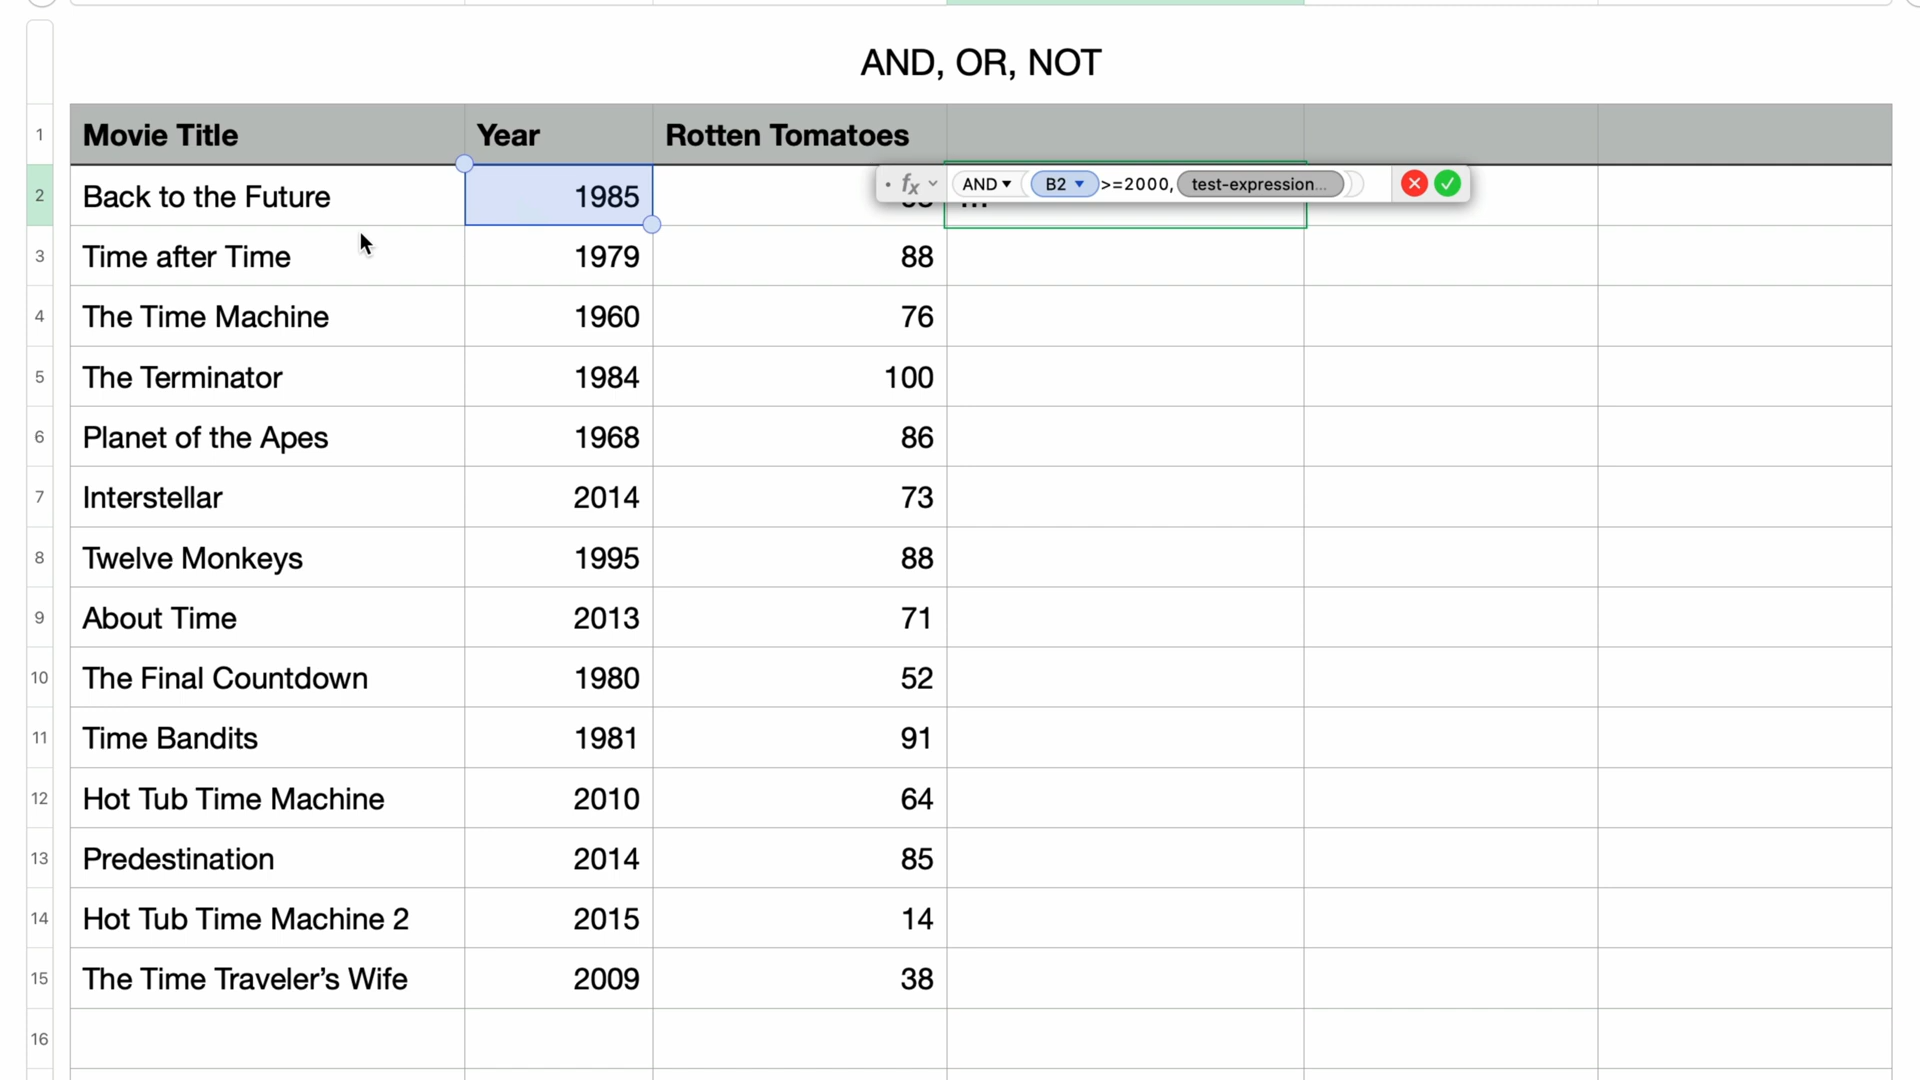 AND, OR, NOT
1 Movie Title Year Rotten Tomatoes
2 Back to the Future 1985
fx AND B2 >=2000, test-expression...
3 Time after Time 1979 88
4 The Time Machine 1960 76
5 The Terminator 1984 100
6 Planet of the Apes 1968 86
7 Interstellar 2014 73
8 Twelve Monkeys 1995 88
9 About Time 2013 71
10 The Final Countdown 1980 52
11 Time Bandits 1981 91
12 Hot Tub Time Machine 2010 64
13 Predestination 2014 85
14 Hot Tub Time Machine 2 2015 14
15 The Time Traveler’s Wife 2009 38
16